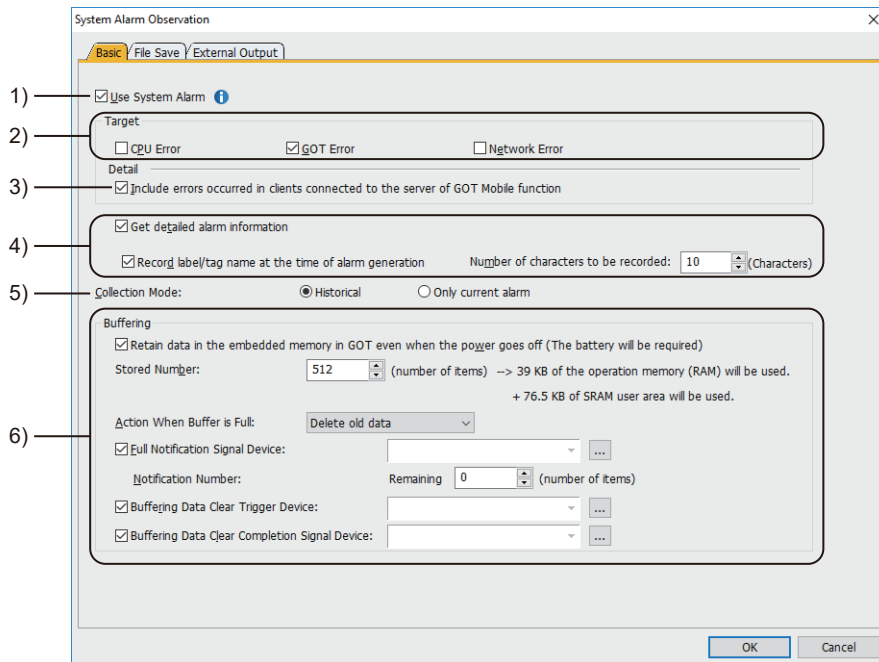 System Alarm Observation
Basic File Save External Output
1) Use System Alarm
2) Target
CPU Error GOT Error Network Error
Detail
3) Include errors occurred in clients connected to the server of GOT Mobile function
4) Get detailed alarm information
Record label/tag name at the time of alarm generation Number of characters to be recorded: 10 (Characters)
5) Collection Mode: Historical Only current alarm
6) Buffering
Retain data in the embedded memory in GOT even when the power goes off (The battery will be required)
Stored Number: 512 (number of items) --> 39 KB of the operation memory (RAM) will be used.
+ 76.5 KB of SRAM user area will be used.
Action When Buffer is Full: Delete old data
Full Notification Signal Device: ...
Notification Number: Remaining 0 (number of items)
Buffering Data Clear Trigger Device: ...
Buffering Data Clear Completion Signal Device: ...
OK Cancel